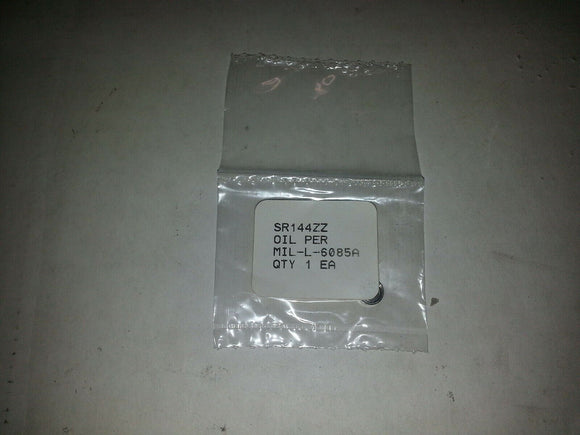 SR144ZZ
OIL PER
MIL-L-6085A
QTY 1 EA